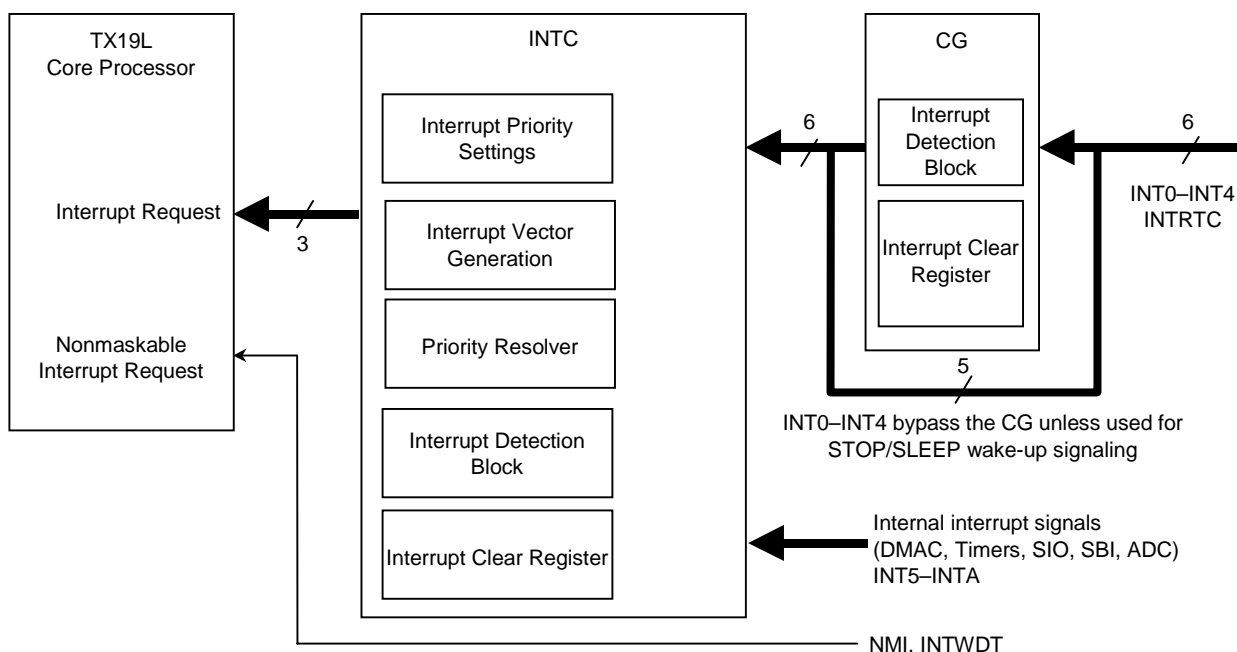 TX19L
Core Processor
Interrupt Request
Nonmaskable
Interrupt Request
3
INTC
Interrupt Priority
Settings
Interrupt Vector
Generation
Priority Resolver
Interrupt Detection
Block
Interrupt Clear Register
6
CG
Interrupt
Detection
Block
Interrupt Clear
Register
6
INT0–INT4
INTRTC
5
INT0–INT4 bypass the CG unless used for
STOP/SLEEP wake-up signaling
Internal interrupt signals
(DMAC, Timers, SIO, SBI, ADC)
INT5–INTA
NMI, INTWDT